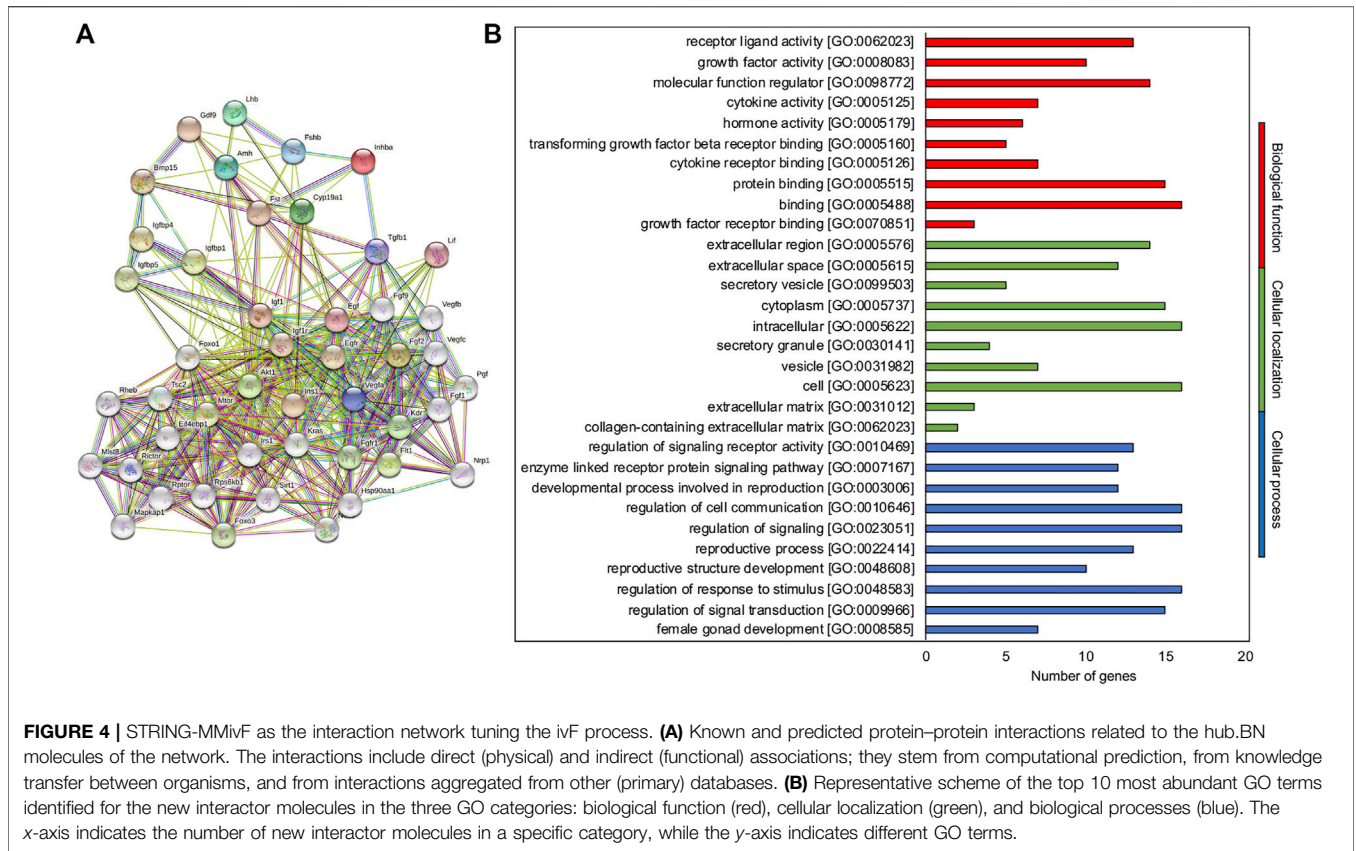 A
B
Lhb
Gdf9
Fshb
Amh
Inhba
Bmp15
Fst
Cyp19a1
Igfbp4
Tgfb1
Lif
Igfbp1
Igfbp5
Fgf9
Igf1
Egf
Vegfb
Igf1r
Foxo1
Egfr
Fgf2
Vegfc
Akt1
Pgf
Rheb
Tsc2
Ins1
Vegfa
Mtor
Fgf1
Eif4ebp1
Kdr
Irs1
Kras
Mlst8
Rictor
Fgfr1
Flt1
Nrp1
Rptor
Rps6kb1
Sirt1
Hsp90aa1
Mapkap1
Foxo3
receptor ligand activity [GO:0062023]
growth factor activity [GO:0008083]
molecular function regulator [GO:0098772]
cytokine activity [GO:0005125]
hormone activity [GO:0005179]
transforming growth factor beta receptor binding [GO:0005160]
cytokine receptor binding [GO:0005126]
protein binding [GO:0005515]
binding [GO:0005488]
growth factor receptor binding [GO:0070851]
extracellular region [GO:0005576]
extracellular space [GO:0005615]
secretory vesicle [GO:0099503]
cytoplasm [GO:0005737]
intracellular [GO:0005622]
secretory granule [GO:0030141]
vesicle [GO:0031982]
cell [GO:0005623]
extracellular matrix [GO:0031012]
collagen-containing extracellular matrix [GO:0062023]
regulation of signaling receptor activity [GO:0010469]
enzyme linked receptor protein signaling pathway [GO:0007167]
developmental process involved in reproduction [GO:0003006]
regulation of cell communication [GO:0010646]
regulation of signaling [GO:0023051]
reproductive process [GO:0022414]
reproductive structure development [GO:0048608]
regulation of response to stimulus [GO:0048583]
regulation of signal transduction [GO:0009966]
female gonad development [GO:0008585]
Biological function
Cellular localization
Cellular process
0 5 10 15 20
Number of genes
FIGURE 4 | STRING-MMivF as the interaction network tuning the ivF process. (A) Known and predicted protein–protein interactions related to the hub.BN
molecules of the network. The interactions include direct (physical) and indirect (functional) associations; they stem from computational prediction, from knowledge
transfer between organisms, and from interactions aggregated from other (primary) databases. (B) Representative scheme of the top 10 most abundant GO terms
identified for the new interactor molecules in the three GO categories: biological function (red), cellular localization (green), and biological processes (blue). The
x-axis indicates the number of new interactor molecules in a specific category, while the y-axis indicates different GO terms.